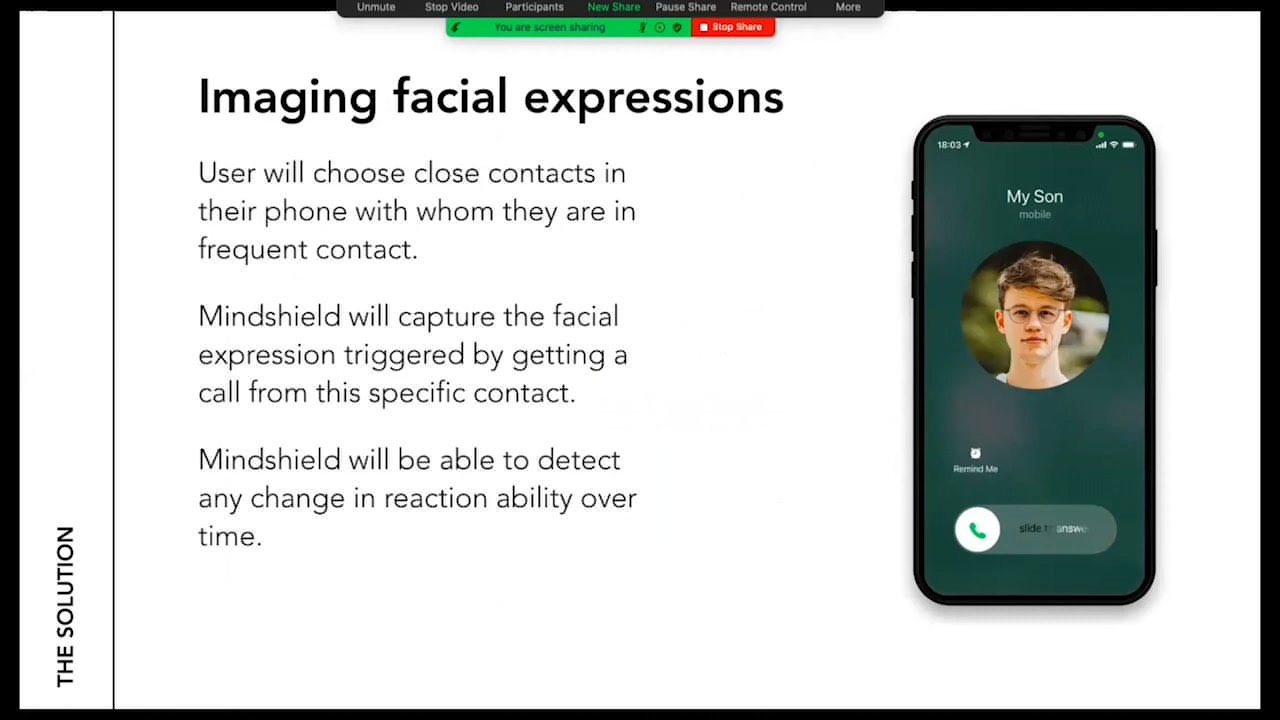 Unmute Stop Video Participants New Share Pause Share Remote Control More
You are screen sharing Stop Share
Imaging facial expressions
User will choose close contacts in
their phone with whom they are in
frequent contact.
Mindshield will capture the facial
expression triggered by getting a
call from this specific contact.
Mindshield will be able to detect
any change in reaction ability over
time.
THE SOLUTION
18:03
My Son
mobile
Remind Me
slide t answe